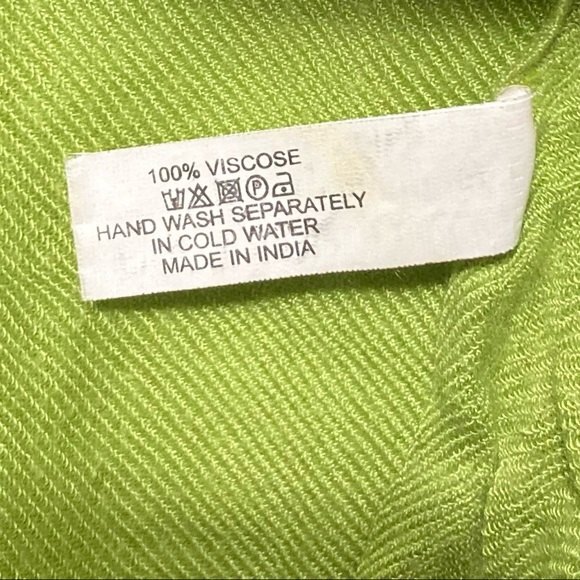 100% VISCOSE
P
HAND WASH SEPARATELY
IN COLD WATER
MADE IN INDIA